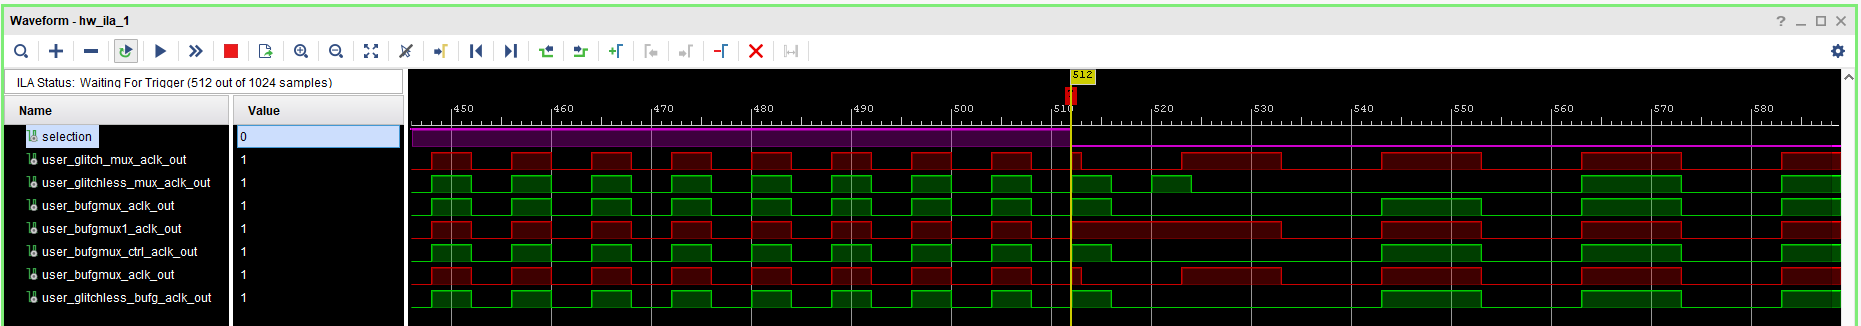 Waveform - hw_ila_1
ILA Status: Waiting For Trigger (512 out of 1024 samples)
512
450 460 470 480 490 500 510 520 530 540 550 560 570 580
Name Value
selection 0
user_glitch_mux_aclk_out 1
user_glitchless_mux_aclk_out 1
user_bufgmux_aclk_out 1
user_bufgmux1_aclk_out 1
user_bufgmux_ctrl_aclk_out 1
user_bufgmux_aclk_out 1
user_glitchless_bufg_aclk_out 1